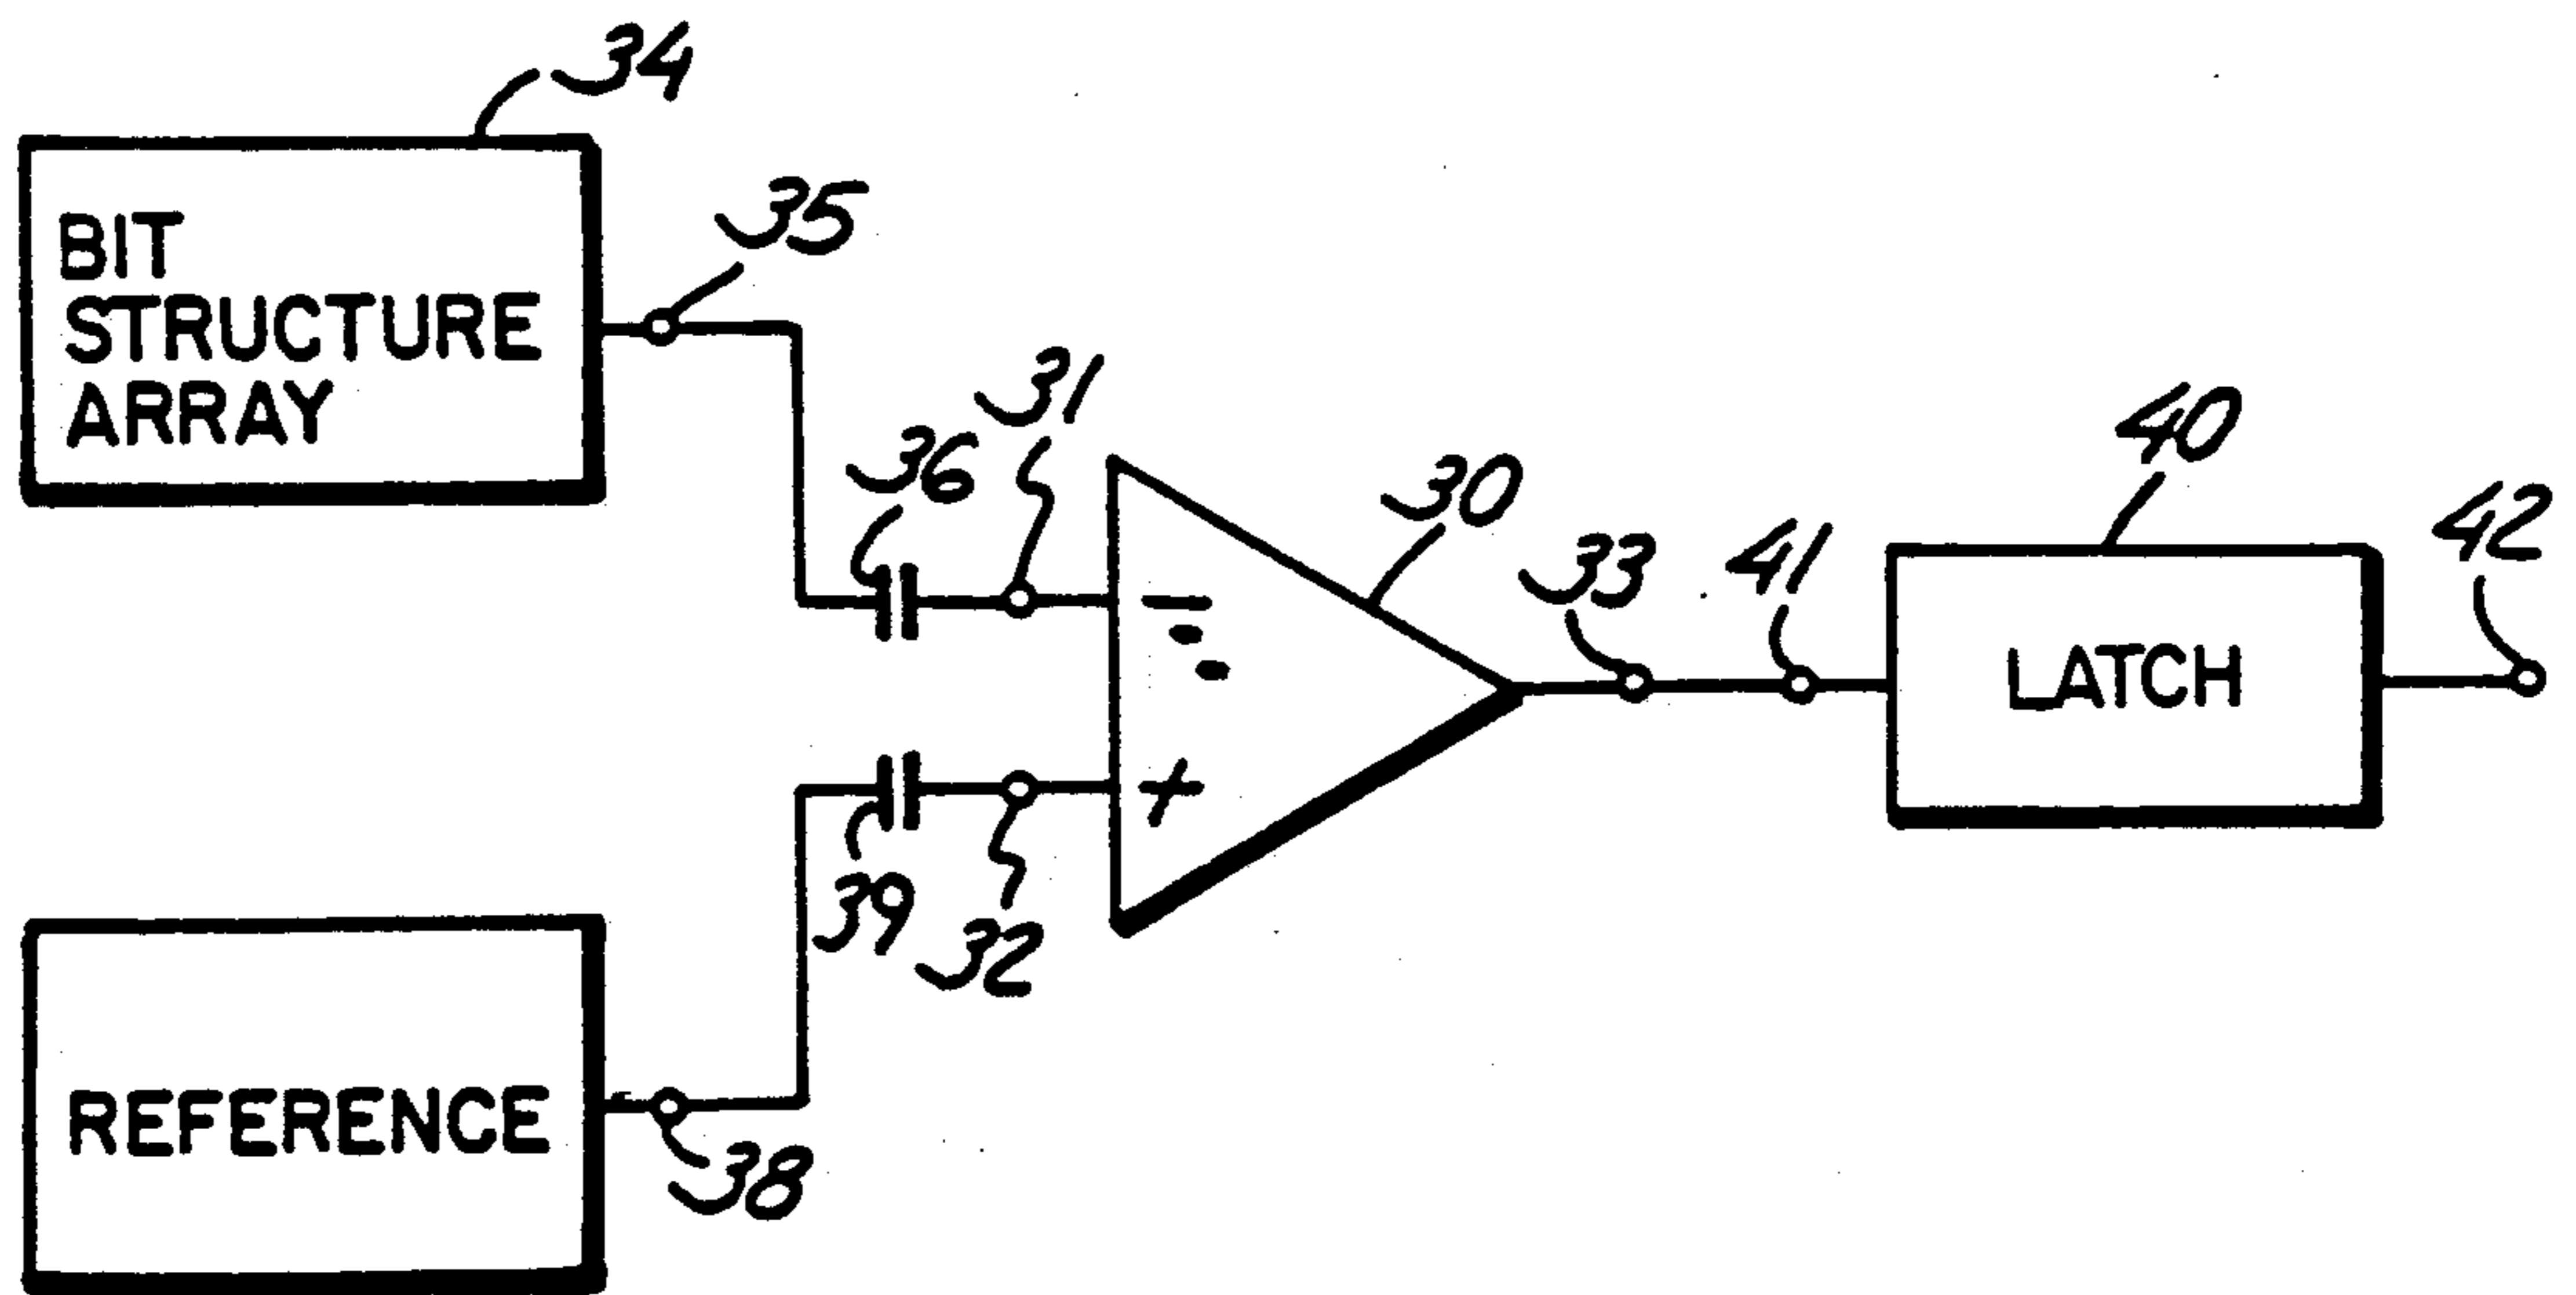 34
BIT
STRUCTURE
ARRAY
35
31
36
30
33
41
40
42
LATCH
−
+
39
32
REFERENCE
38